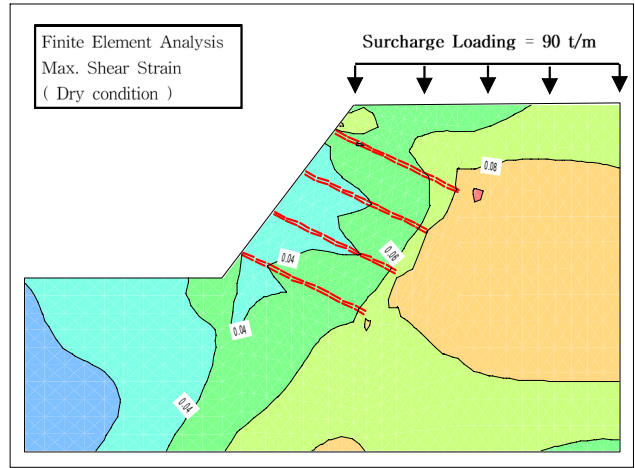 Finite Element Analysis
Max. Shear Strain
( Dry condition )
Surcharge Loading = 90 t/m
0.08
0.06
0.04
0.04
0.04